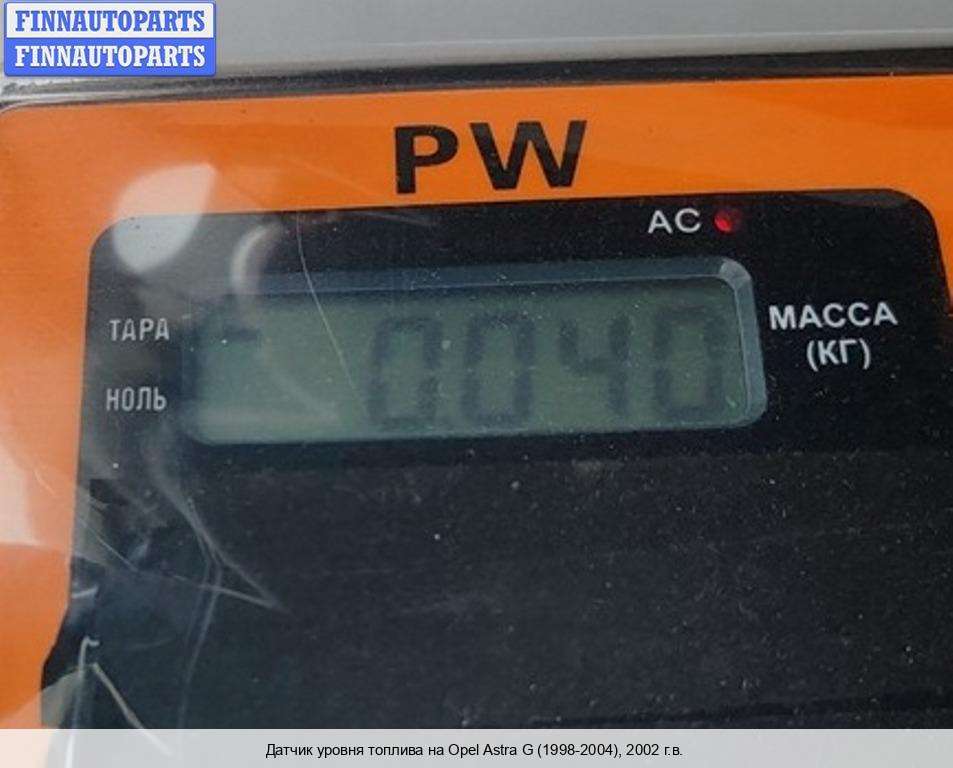 FINNAUTOPARTS
FINNAUTOPARTS
PW
AC
ТАРА
0.040
МАССА
(КГ)
НОЛЬ
Датчик уровня топлива на Opel Astra G (1998-2004), 2002 г.в.